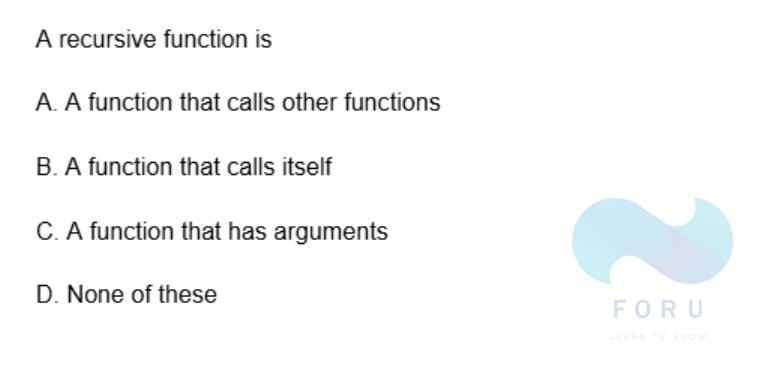 A recursive function is
A. A function that calls other functions
B. A function that calls itself
C. A function that has arguments
D. None of these
FORU
LEARN TO KNOW